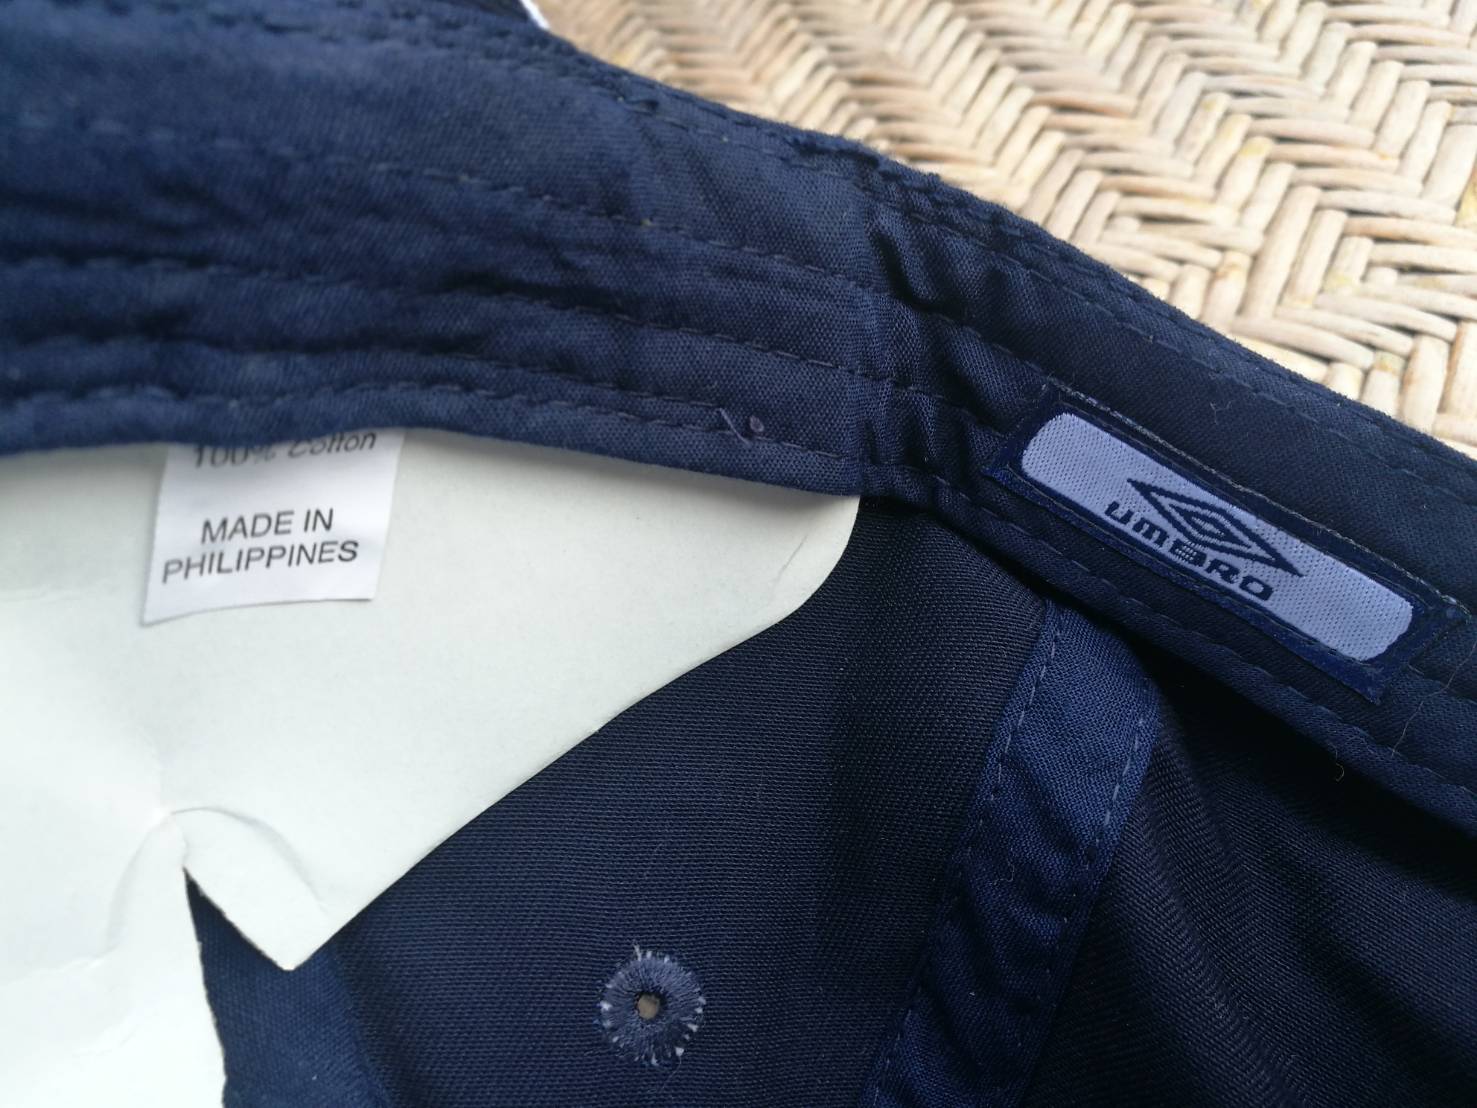 100% Cotton
MADE IN
PHILIPPINES
UMBRO